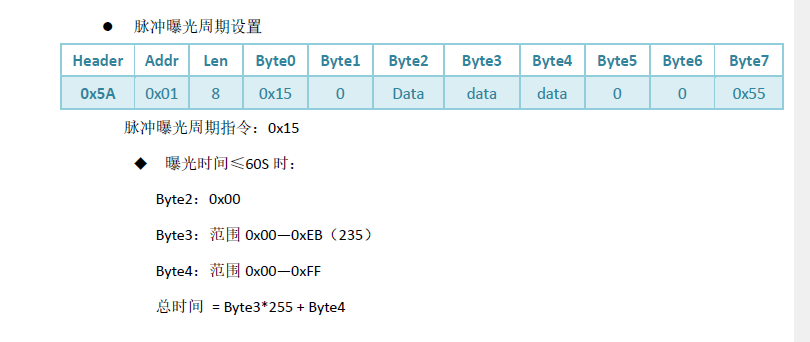 ● 脉冲曝光周期设置
Header Addr Len Byte0 Byte1 Byte2 Byte3 Byte4 Byte5 Byte6 Byte7
0x5A 0x01 8 0x15 0 Data data data 0 0 0x55
脉冲曝光周期指令：0x15
◆ 曝光时间≤60S 时：
Byte2：0x00
Byte3：范围 0x00—0xEB（235）
Byte4：范围 0x00—0xFF
总时间 = Byte3*255 + Byte4